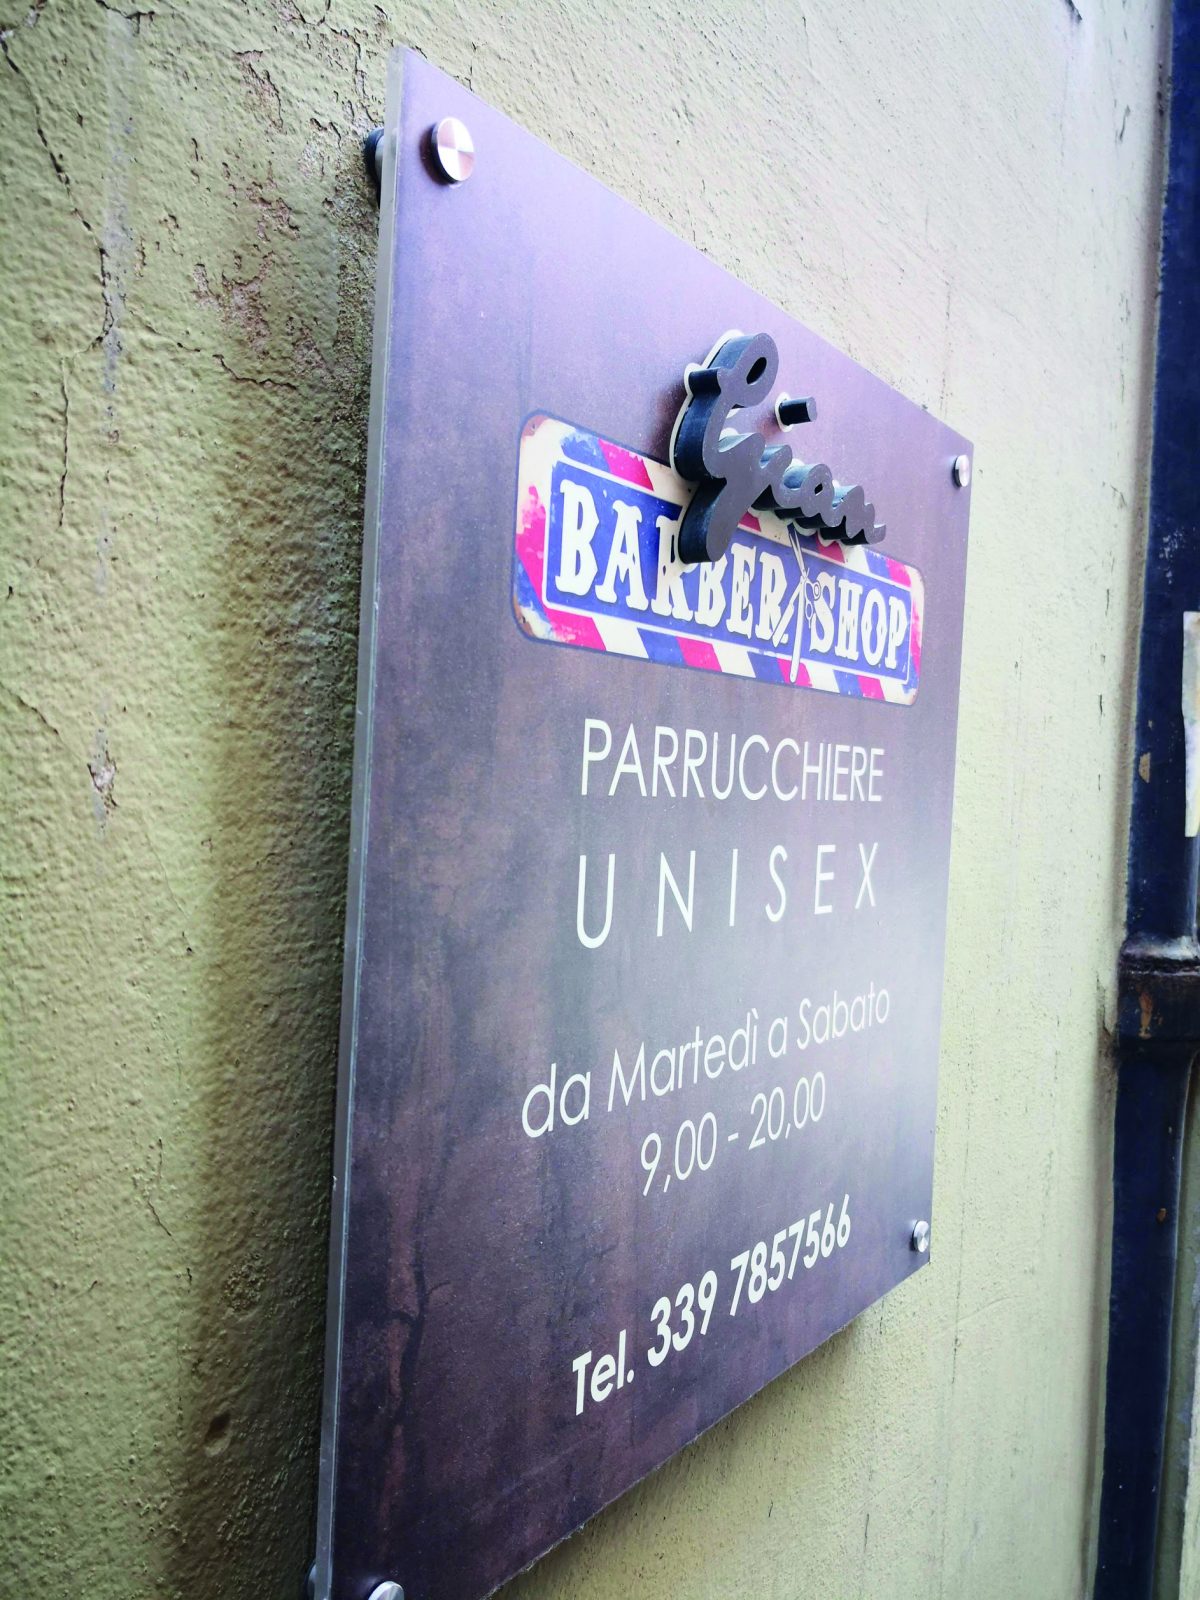 Gian
BARBER SHOP
PARRUCCHIERE
UNISEX
da Martedì a Sabato
9,00 - 20,00
Tel. 339 7857566